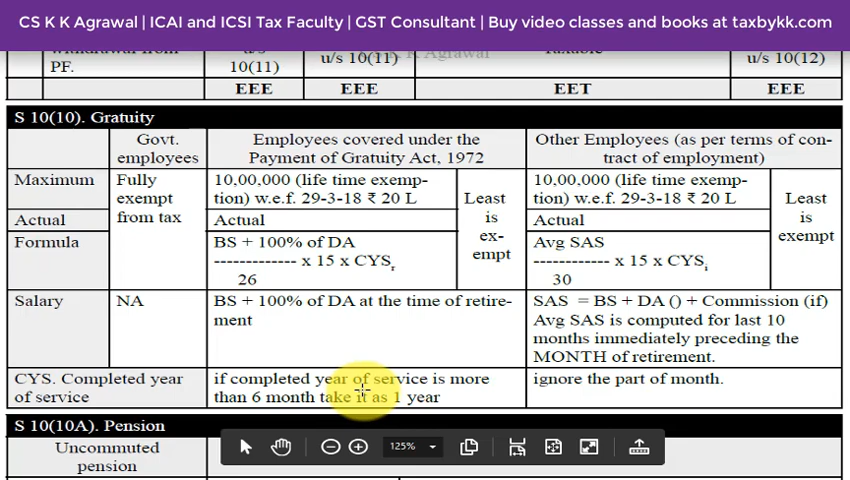 CS K K Agrawal | ICAI and ICSI Tax Faculty | GST Consultant | Buy video classes and books at taxbykk.com
withdrawal from
PF.
u/s
10(11)
u/s 10(11)
K Agrawal
Taxable
u/s 10(12)
EEE EEE EET EEE
S 10(10). Gratuity
Govt.
employees
Employees covered under the
Payment of Gratuity Act, 1972
Other Employees (as per terms of con-
tract of employment)
Maximum
Fully
exempt
from tax
10,00,000 (life time exemp-
tion) w.e.f. 29-3-18 ₹ 20 L
Least
is
ex-
empt
10,00,000 (life time exemp-
tion) w.e.f. 29-3-18 ₹ 20 L
Least
is
exempt
Actual
Actual
Actual
Formula
BS + 100% of DA
------------- x 15 x CYSr
26
Avg SAS
------------ x 15 x CYSi
30
Salary
NA
BS + 100% of DA at the time of retire-
ment
SAS = BS + DA () + Commission (if)
Avg SAS is computed for last 10
months immediately preceding the
MONTH of retirement.
CYS. Completed year
of service
if completed year of service is more
than 6 month take it as 1 year
ignore the part of month.
S 10(10A). Pension
Uncommuted
pension
125%